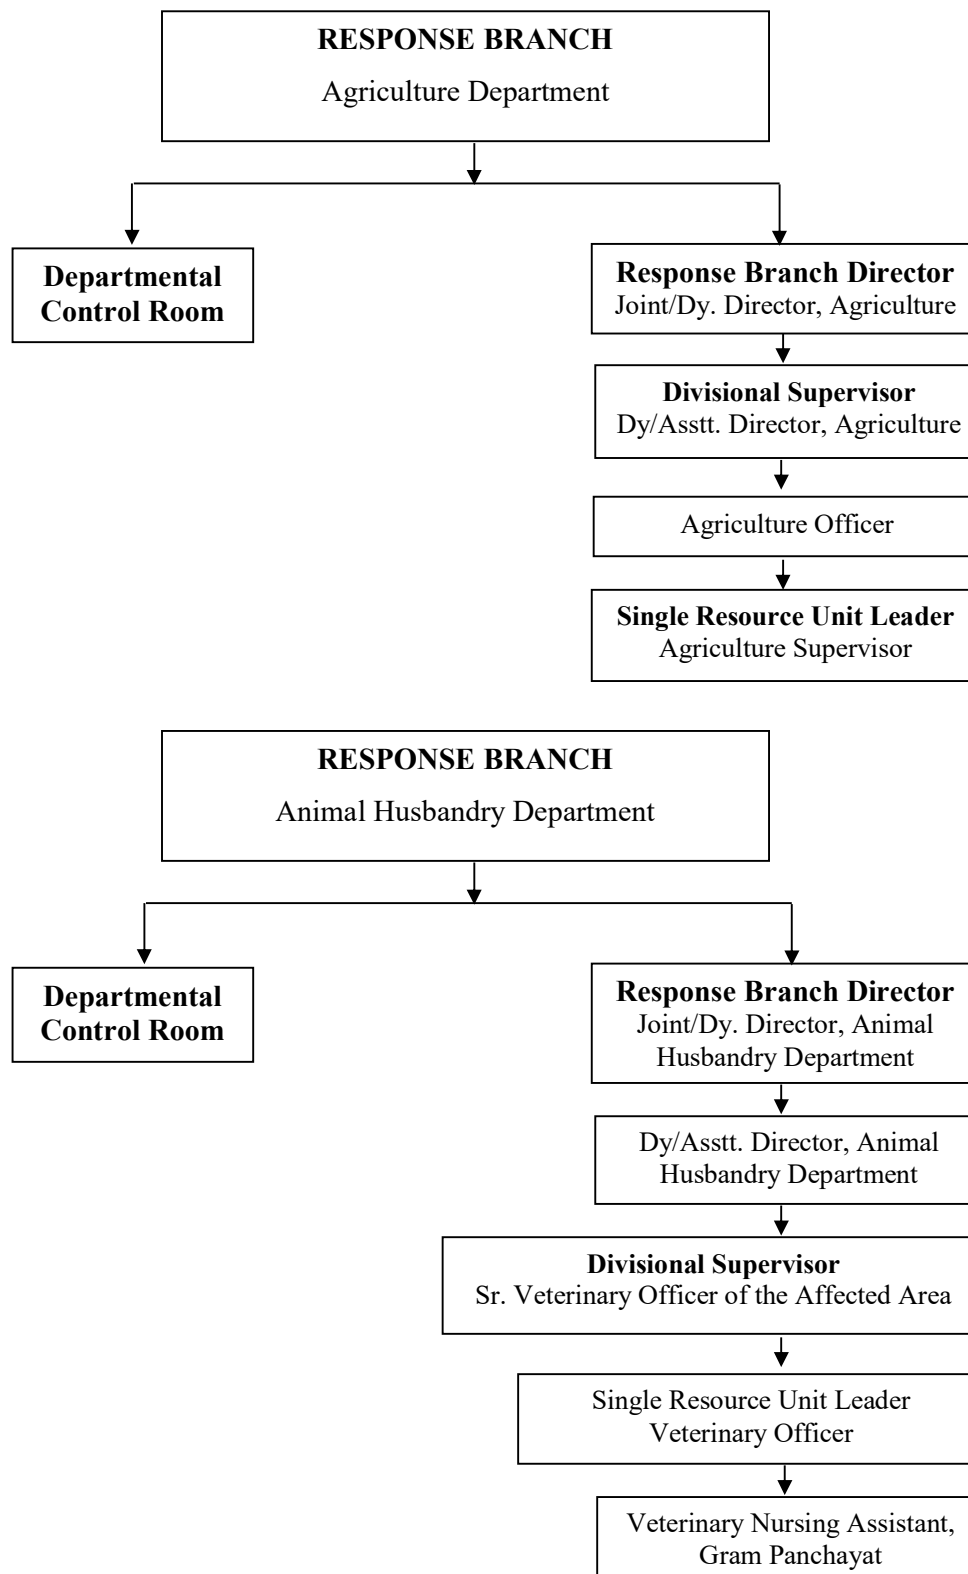 RESPONSE BRANCH
Agriculture Department
Departmental
Control Room
Response Branch Director
Joint/Dy. Director, Agriculture
Divisional Supervisor
Dy/Asstt. Director, Agriculture
Agriculture Officer
Single Resource Unit Leader
Agriculture Supervisor
RESPONSE BRANCH
Animal Husbandry Department
Departmental
Control Room
Response Branch Director
Joint/Dy. Director, Animal
Husbandry Department
Dy/Asstt. Director, Animal
Husbandry Department
Divisional Supervisor
Sr. Veterinary Officer of the Affected Area
Single Resource Unit Leader
Veterinary Officer
Veterinary Nursing Assistant,
Gram Panchayat